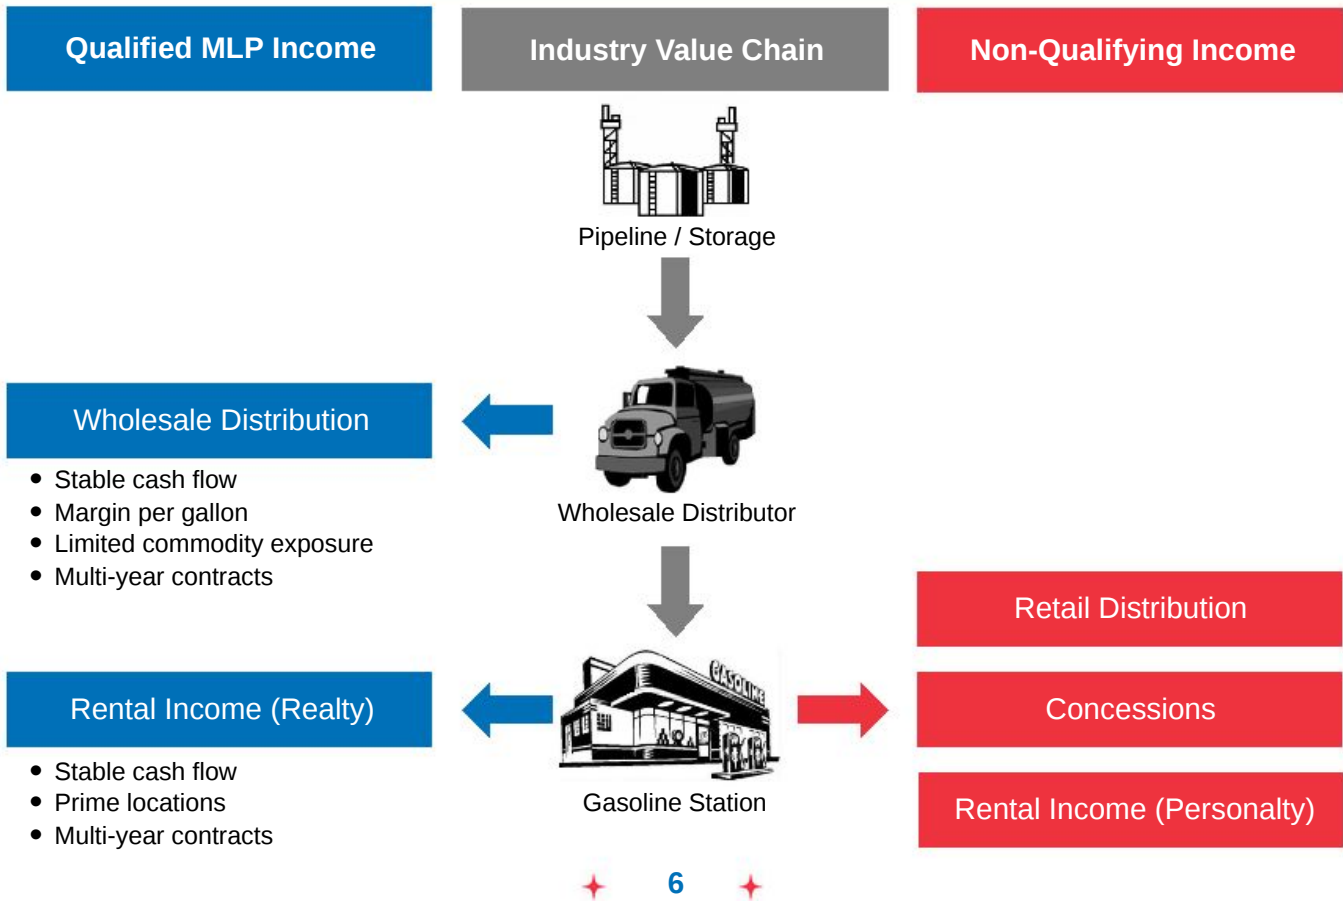 Qualified MLP Income
Industry Value Chain
Non-Qualifying Income
Pipeline / Storage
Wholesale Distribution
• Stable cash flow
• Margin per gallon
• Limited commodity exposure
• Multi-year contracts
Wholesale Distributor
Retail Distribution
Rental Income (Realty)
• Stable cash flow
• Prime locations
• Multi-year contracts
GASOLINE
Gasoline Station
Concessions
Rental Income (Personalty)
6